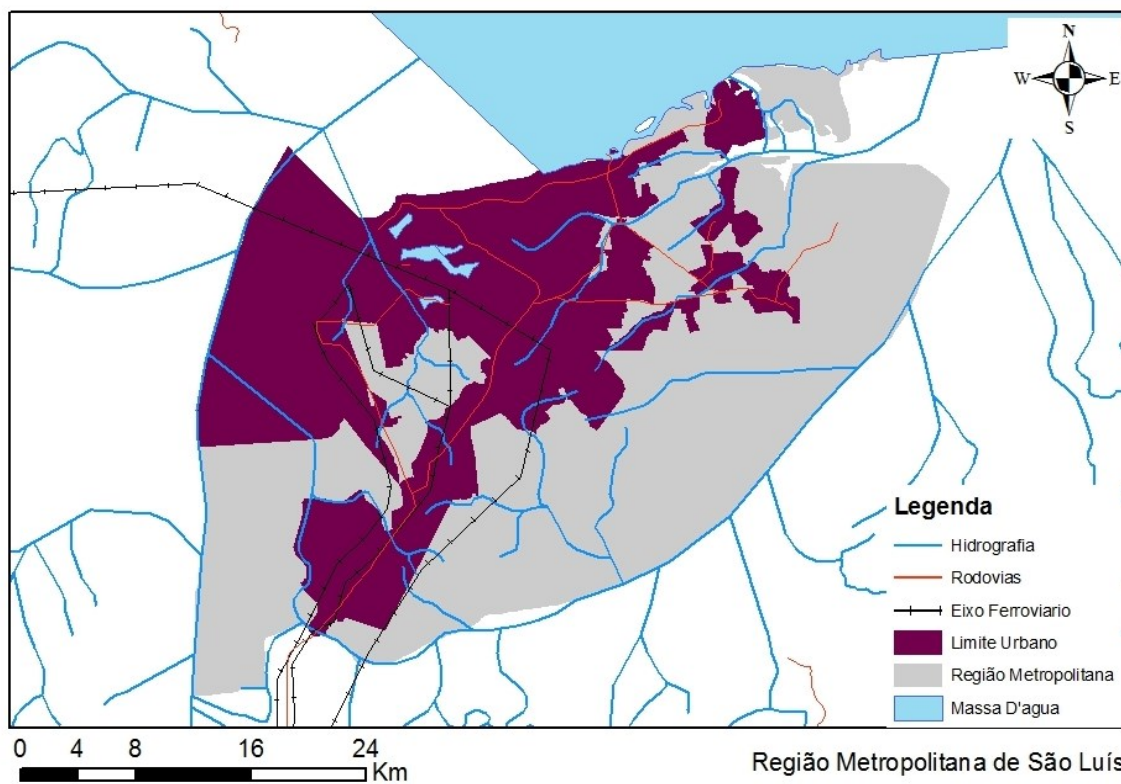 N
W E
S
Legenda
Hidrografia
Rodovias
Eixo Ferroviario
Limite Urbano
Região Metropolitana
Massa D'agua
0 4 8 16 24
Km
Região Metropolitana de São Luís